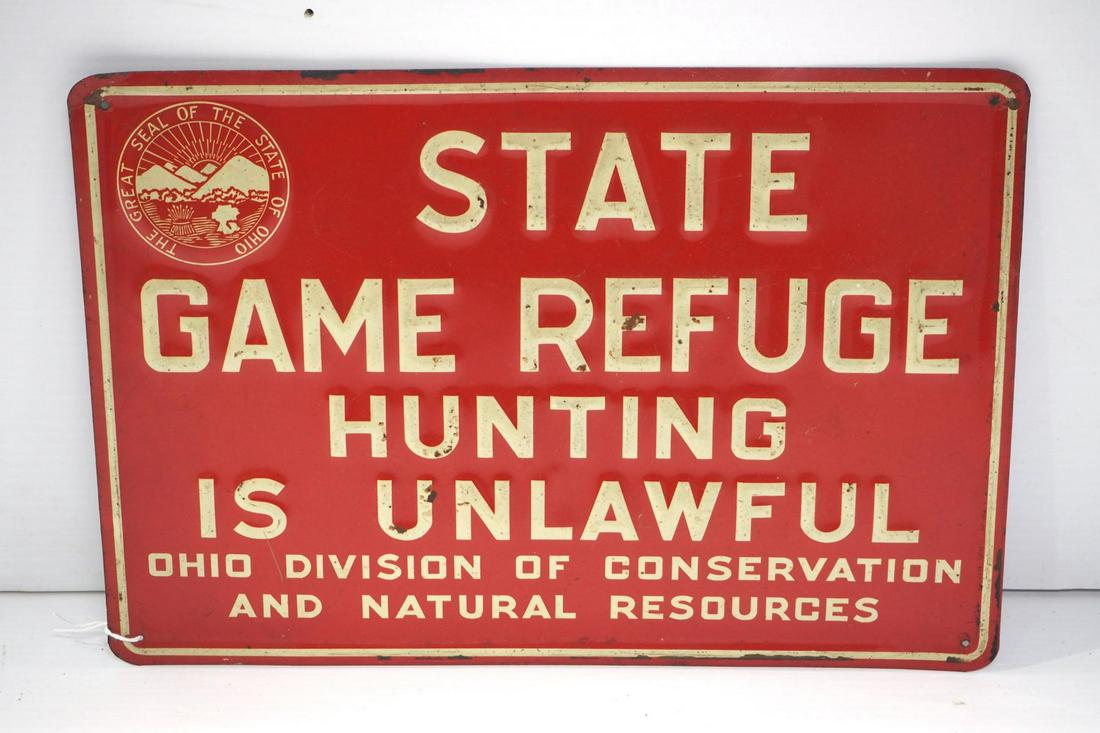 THE GREAT SEAL OF THE STATE OF OHIO
STATE
GAME REFUGE
HUNTING
IS UNLAWFUL
OHIO DIVISION OF CONSERVATION
AND NATURAL RESOURCES